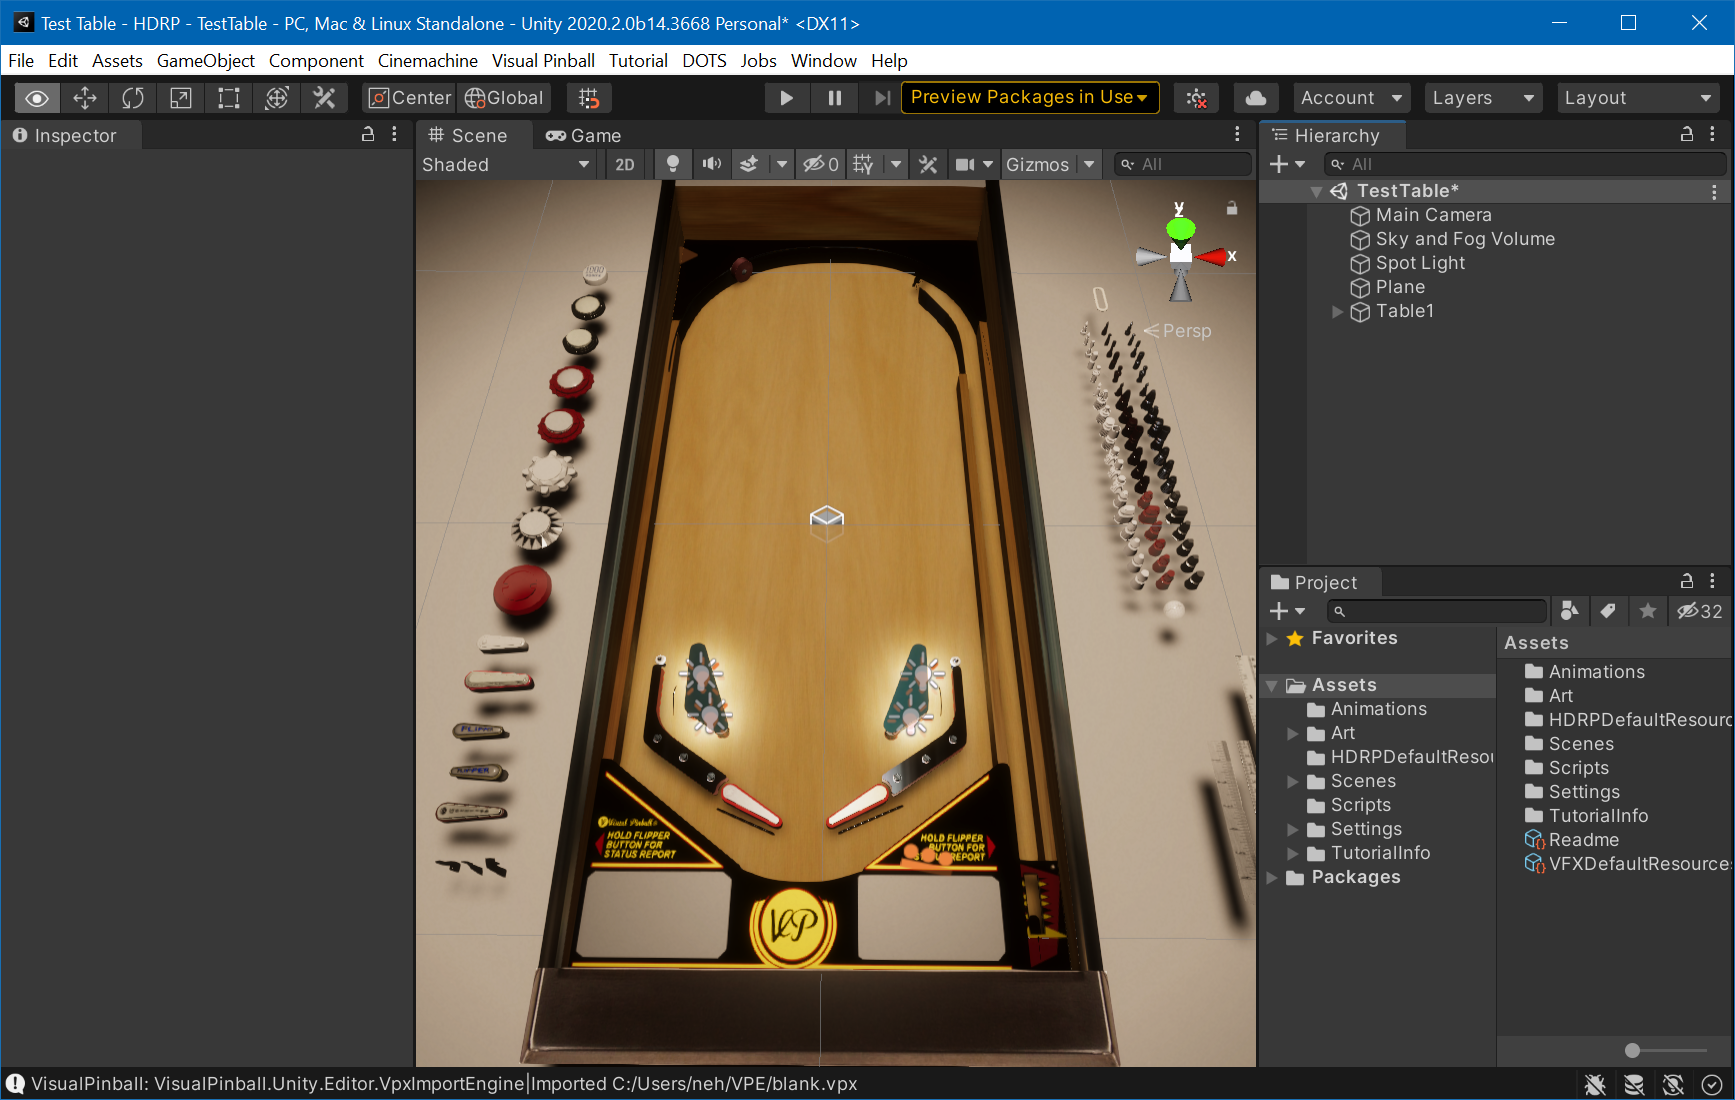 Test Table - HDRP - TestTable - PC, Mac & Linux Standalone - Unity 2020.2.0b14.3668 Personal* <DX11>
File Edit Assets GameObject Component Cinemachine Visual Pinball Tutorial DOTS Jobs Window Help
Center Global Preview Packages in Use Account Layers Layout
Inspector
Scene Game
Shaded 2D 0 Gizmos All
y
x
Persp
1000
FLIPPER
HOLD FLIPPER
BUTTON FOR
STATUS REPORT
Visual Pinball
HOLD FLIPPER
BUTTON FOR
REPORT
VP
Hierarchy
All
TestTable*
Main Camera
Sky and Fog Volume
Spot Light
Plane
Table1
Project
32
Favorites
Assets
Animations
Art
HDRPDefaultResou
Scenes
Scripts
Settings
TutorialInfo
Packages
Assets
Animations
Art
HDRPDefaultResourc
Scenes
Scripts
Settings
TutorialInfo
Readme
VFXDefaultResources
VisualPinball: VisualPinball.Unity.Editor.VpxImportEngine|Imported C:/Users/neh/VPE/blank.vpx